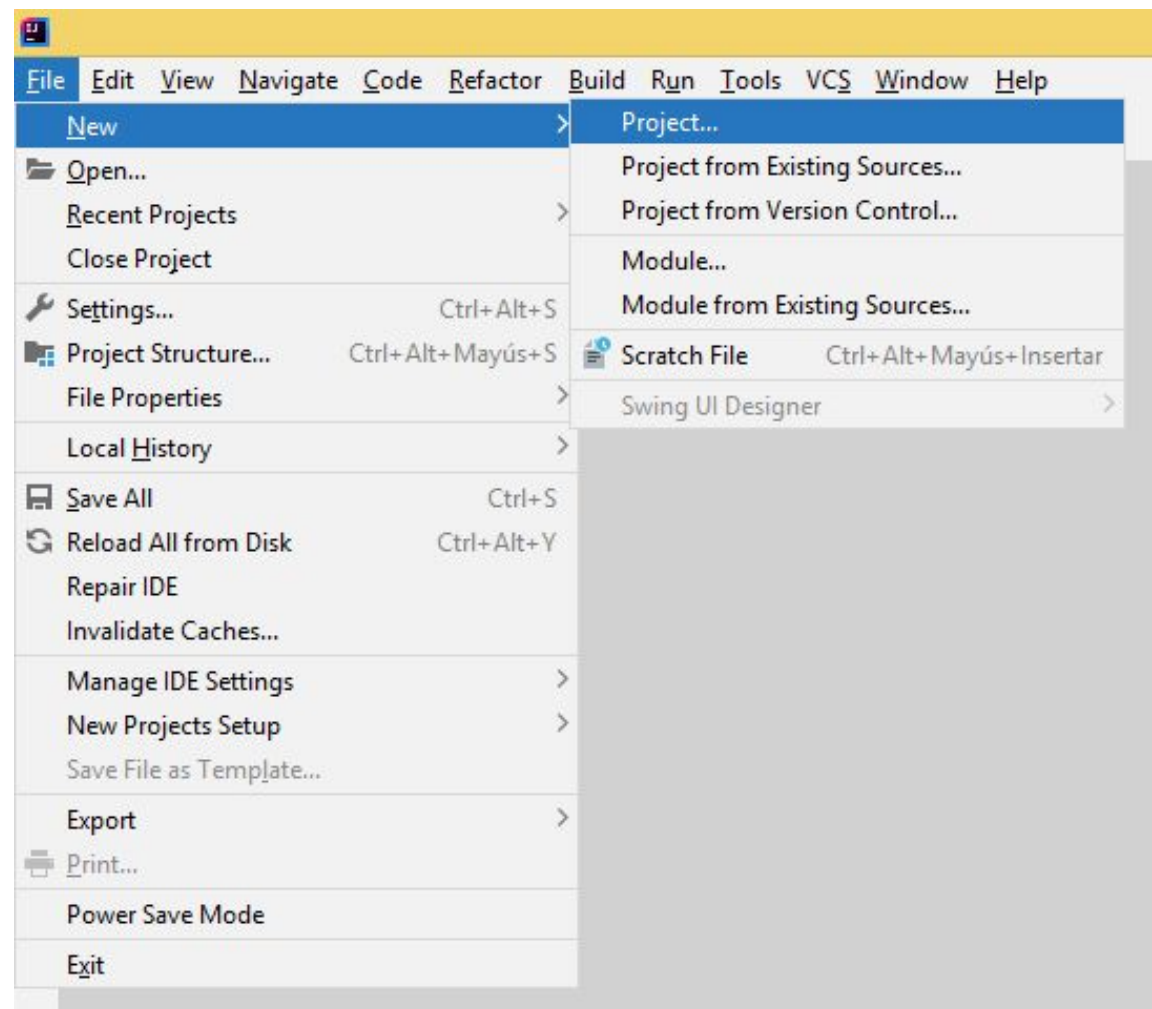 File Edit View Navigate Code Refactor Build Run Tools VCS Window Help
New
Open...
Recent Projects
Close Project
Settings... Ctrl+Alt+S
Project Structure... Ctrl+Alt+Mayús+S
File Properties
Local History
Save All Ctrl+S
Reload All from Disk Ctrl+Alt+Y
Repair IDE
Invalidate Caches...
Manage IDE Settings
New Projects Setup
Save File as Template...
Export
Print...
Power Save Mode
Exit
Project...
Project from Existing Sources...
Project from Version Control...
Module...
Module from Existing Sources...
Scratch File Ctrl+Alt+Mayús+Insertar
Swing UI Designer